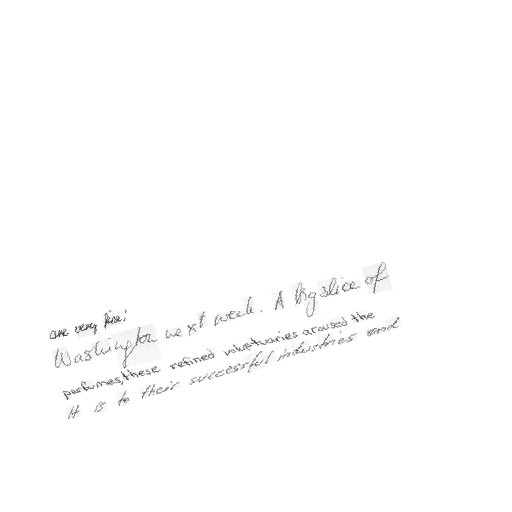 are very fine;
Washington next week. A big slice of
perfumes, these refined voluptuaries aroused the
It is to their successful industries and